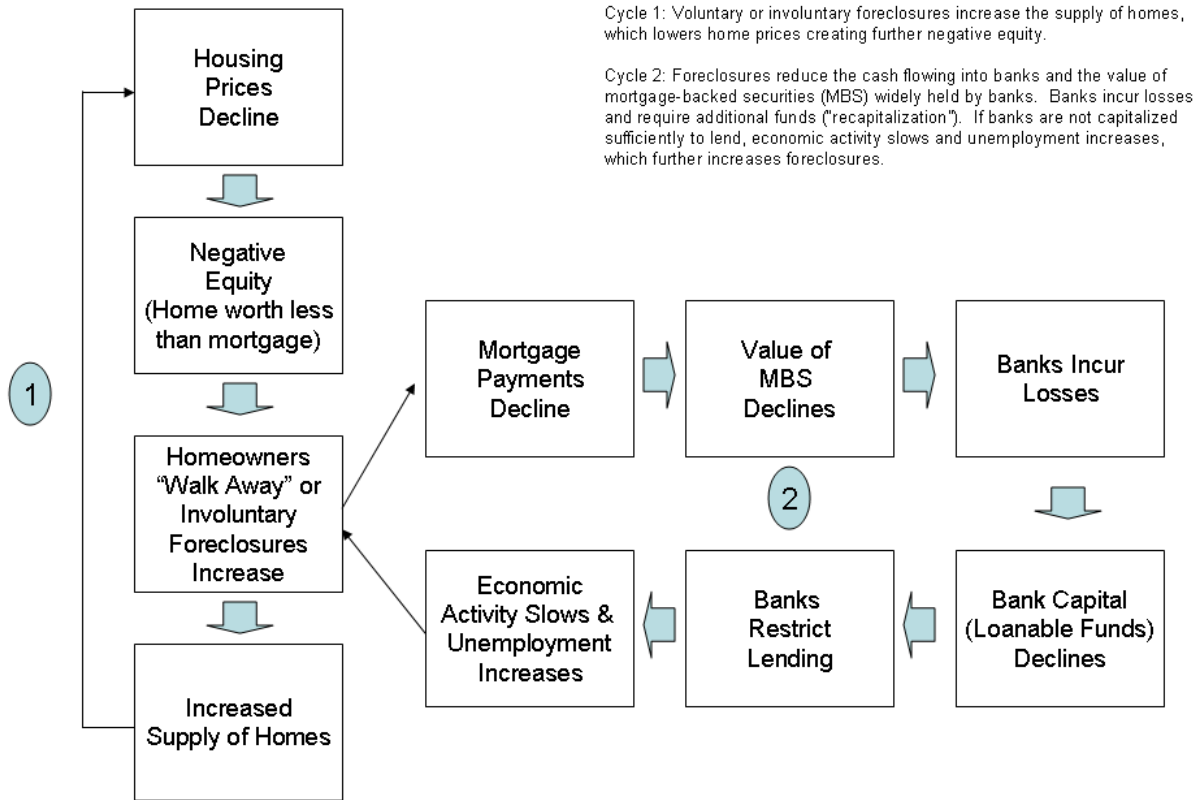 Cycle 1: Voluntary or involuntary foreclosures increase the supply of homes,
which lowers home prices creating further negative equity.
Cycle 2: Foreclosures reduce the cash flowing into banks and the value of
mortgage-backed securities (MBS) widely held by banks. Banks incur losses
and require additional funds ("recapitalization"). If banks are not capitalized
sufficiently to lend, economic activity slows and unemployment increases,
which further increases foreclosures.
Housing
Prices
Decline
Negative
Equity
(Home worth less
than mortgage)
1
Homeowners
“Walk Away” or
Involuntary
Foreclosures
Increase
Increased
Supply of Homes
Mortgage
Payments
Decline
Value of
MBS
Declines
Banks Incur
Losses
2
Bank Capital
(Loanable Funds)
Declines
Banks
Restrict
Lending
Economic
Activity Slows &
Unemployment
Increases